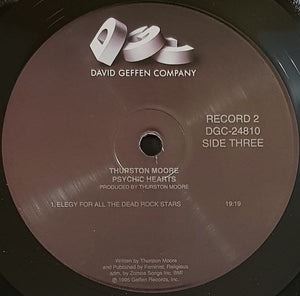 DGC
DAVID GEFFEN COMPANY
RECORD 2
DGC-24810
SIDE THREE
THURSTON MOORE
PSYCHIC HEARTS
PRODUCED BY THURSTON MOORE
1. ELEGY FOR ALL THE DEAD ROCK STARS 19:19
Written by Thurston Moore
and Published by Feminist, Religious
adm. by Zomba Songs Inc. BMI
℗ 1995 Geffen Records, Inc.